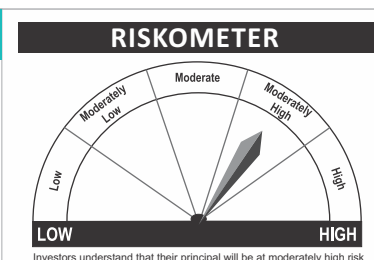 RISKOMETER
Low
Moderately
Low
Moderate
Moderately
High
High
LOW
HIGH
Investors understand that their principal will be at moderately high risk